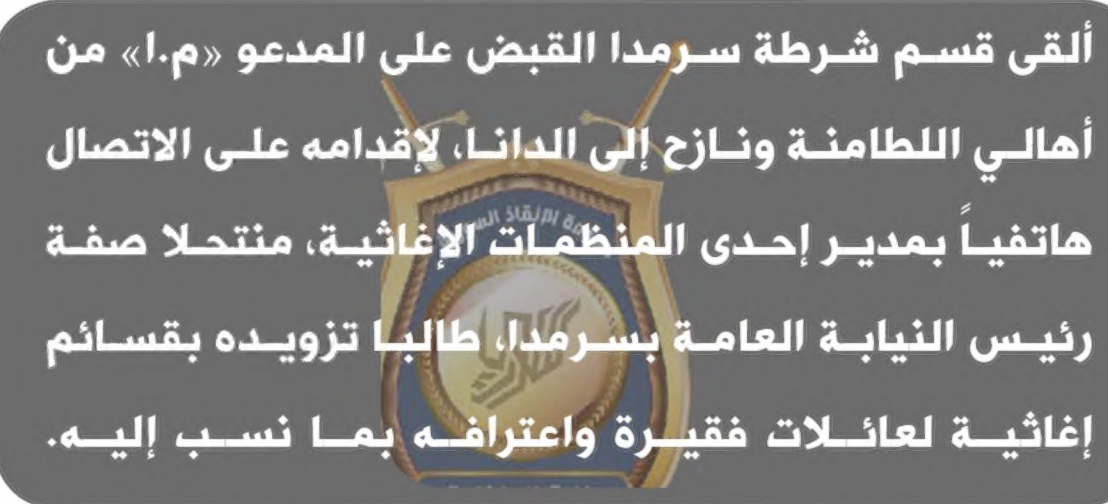 ألقى قسم شرطة سرمدا القبض على المدعو «م.ا» من
أهالي اللطامنة ونازح إلى الدانا، لإقدامه على الاتصال
هاتفياً بمدير إحدى المنظمات الإغاثية، منتحلا صفة
رئيس النيابة العامة بسرمدا، طالبا تزويده بقسائم
إغاثية لعائلات فقيرة واعترافه بما نسب إليه.